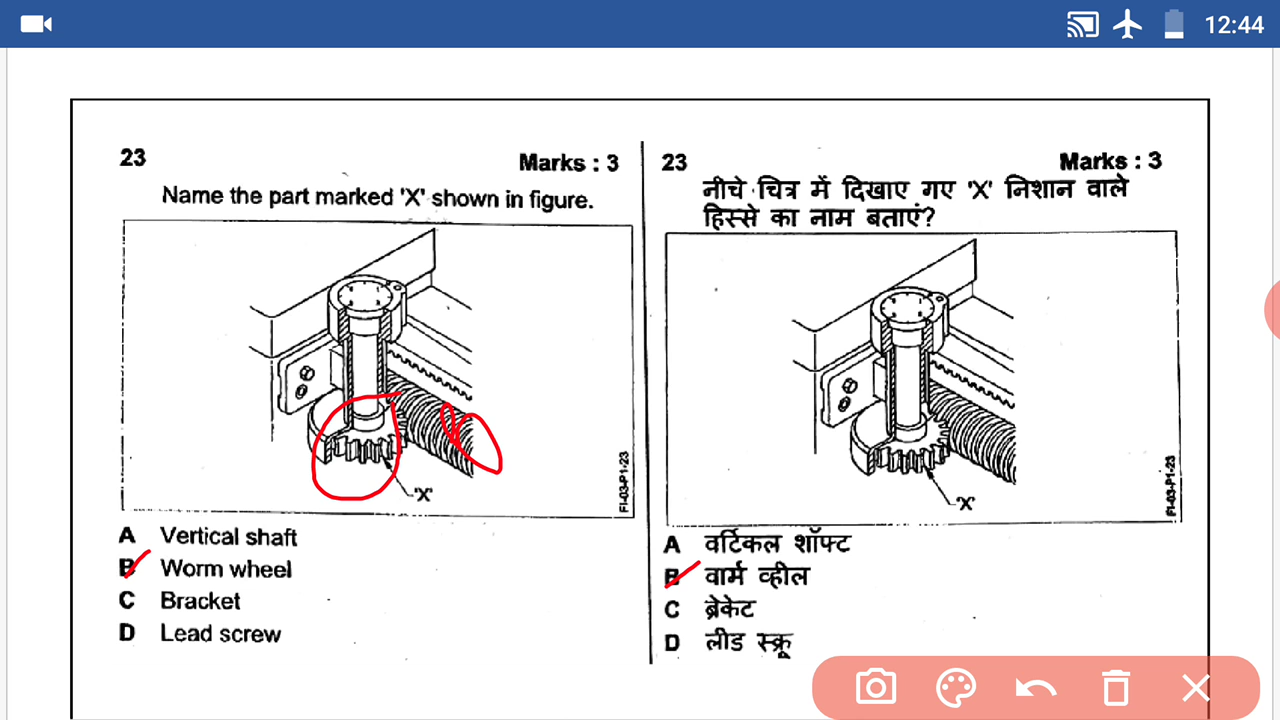 12:44
23
Marks : 3
Name the part marked 'X' shown in figure.
'X'
FI-03-P1-23
A Vertical shaft
B Worm wheel
C Bracket
D Lead screw
23
Marks : 3
नीचे चित्र में दिखाए गए 'X' निशान वाले
हिस्से का नाम बताएं?
'X'
FI-03-P1-23
A वर्टिकल शॉफ्ट
B वार्म व्हील
C ब्रेकेट
D लीड स्क्रू